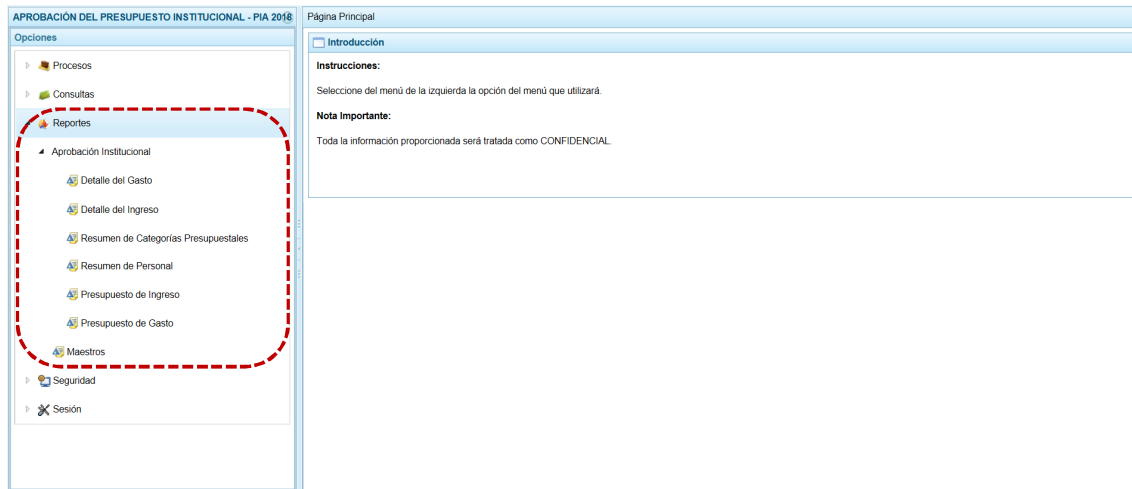 APROBACIÓN DEL PRESUPUESTO INSTITUCIONAL - PIA 2018
Opciones
Procesos
Consultas
Reportes
Aprobación Institucional
Detalle del Gasto
Detalle del Ingreso
Resumen de Categorías Presupuestales
Resumen de Personal
Presupuesto de Ingreso
Presupuesto de Gasto
Maestros
Seguridad
Sesión
Página Principal
Introducción
Instrucciones:
Seleccione del menú de la izquierda la opción del menú que utilizará.
Nota Importante:
Toda la información proporcionada será tratada como CONFIDENCIAL.